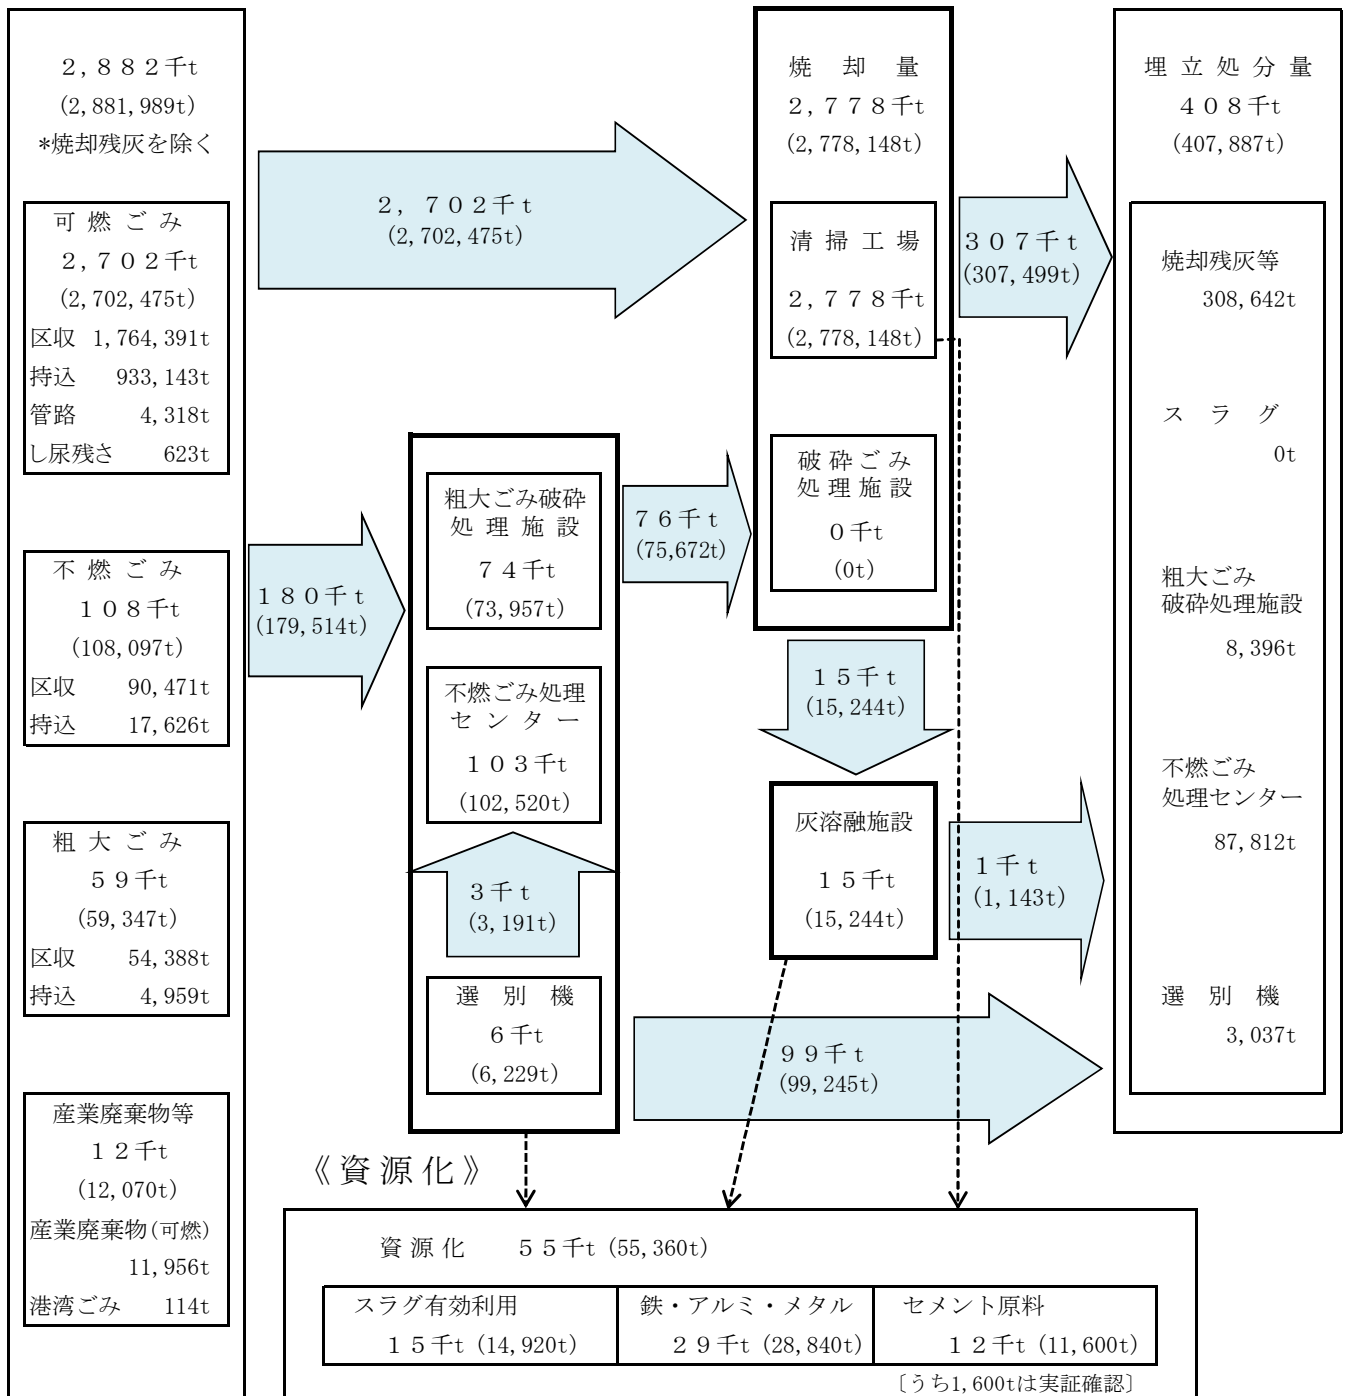 ２,８８２千t
(2,881,989t)
*焼却残灰を除く
可燃ごみ
２,７０２千t
(2,702,475t)
区収 1,764,391t
持込 933,143t
管路 4,318t
し尿残さ 623t
不燃ごみ
１０８千t
(108,097t)
区収 90,471t
持込 17,626t
粗大ごみ
５９千t
(59,347t)
区収 54,388t
持込 4,959t
産業廃棄物等
１２千t
(12,070t)
産業廃棄物(可燃)
11,956t
港湾ごみ 114t
２,７０２千t
(2,702,475t)
１８０千t
(179,514t)
粗大ごみ破砕
処理施設
７４千t
(73,957t)
不燃ごみ処理
センター
１０３千t
(102,520t)
３千t
(3,191t)
選別機
６千t
(6,229t)
７６千t
(75,672t)
焼却量
２,７７８千t
(2,778,148t)
清掃工場
２,７７８千t
(2,778,148t)
破砕ごみ
処理施設
０千t
(0t)
１５千t
(15,244t)
灰溶融施設
１５千t
(15,244t)
３０７千t
(307,499t)
１千t
(1,143t)
９９千t
(99,245t)
埋立処分量
４０８千t
(407,887t)
焼却残灰等
308,642t
スラグ
0t
粗大ごみ
破砕処理施設
8,396t
不燃ごみ
処理センター
87,812t
選別機
3,037t
《資源化》
資源化 ５５千t (55,360t)
スラグ有効利用
１５千t (14,920t)
鉄・アルミ・メタル
２９千t (28,840t)
セメント原料
１２千t (11,600t)
〔うち1,600tは実証確認〕